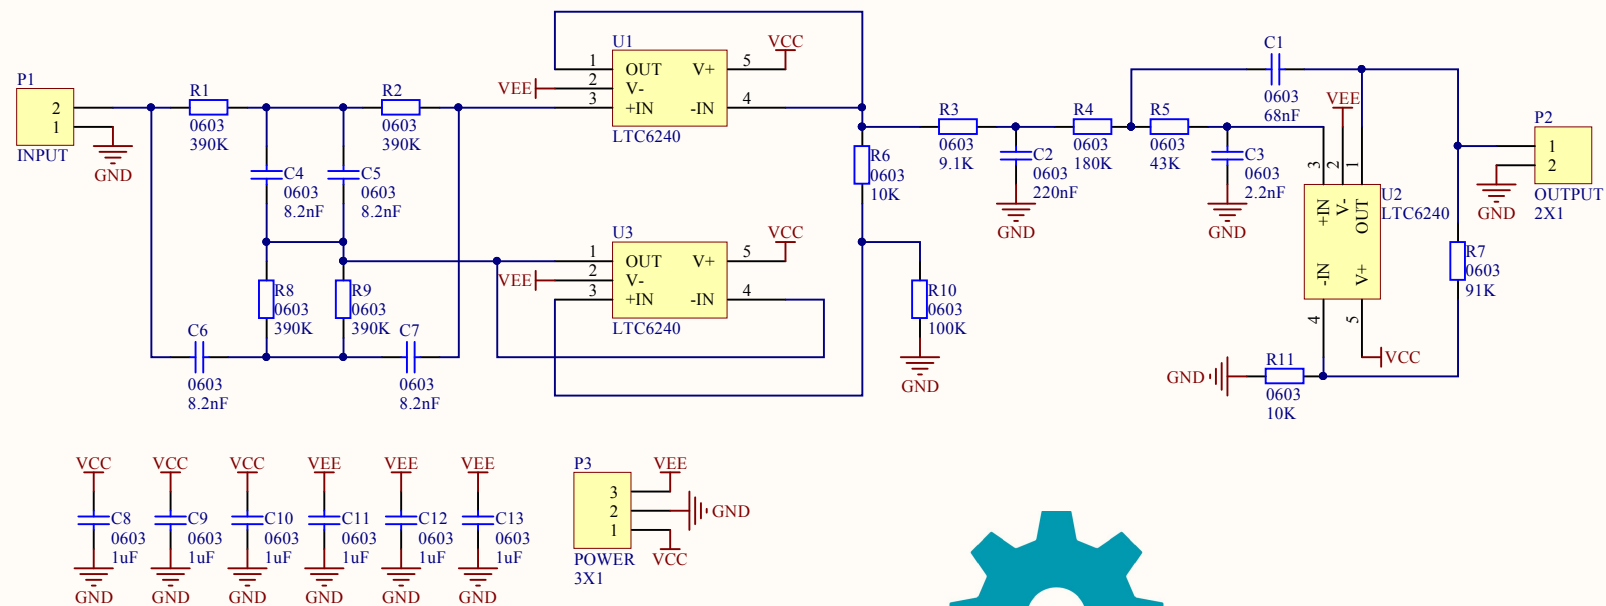 P1
2
1
INPUT
GND
R1
0603
390K
R2
0603
390K
C4
0603
8.2nF
C5
0603
8.2nF
R8
0603
390K
R9
0603
390K
C6
0603
8.2nF
C7
0603
8.2nF
U1
1
2
3
OUT
V-
+IN
V+
-IN
5
4
LTC6240
VEE
VCC
U3
1
2
3
OUT
V-
+IN
V+
-IN
5
4
LTC6240
VEE
VCC
R6
0603
10K
R10
0603
100K
GND
R3
0603
9.1K
C2
0603
220nF
GND
R4
0603
180K
R5
0603
43K
C3
0603
2.2nF
GND
C1
0603
68nF
VEE
3
2
1
+IN
V-
OUT
-IN
V+
4
5
U2
LTC6240
VCC
R11
0603
10K
GND
R7
0603
91K
P2
1
2
OUTPUT
2X1
GND
VCC
C8
0603
1uF
GND
VCC
C9
0603
1uF
GND
VCC
C10
0603
1uF
GND
VEE
C11
0603
1uF
GND
VEE
C12
0603
1uF
GND
VEE
C13
0603
1uF
GND
P3
3
2
1
POWER
3X1
VEE
GND
VCC